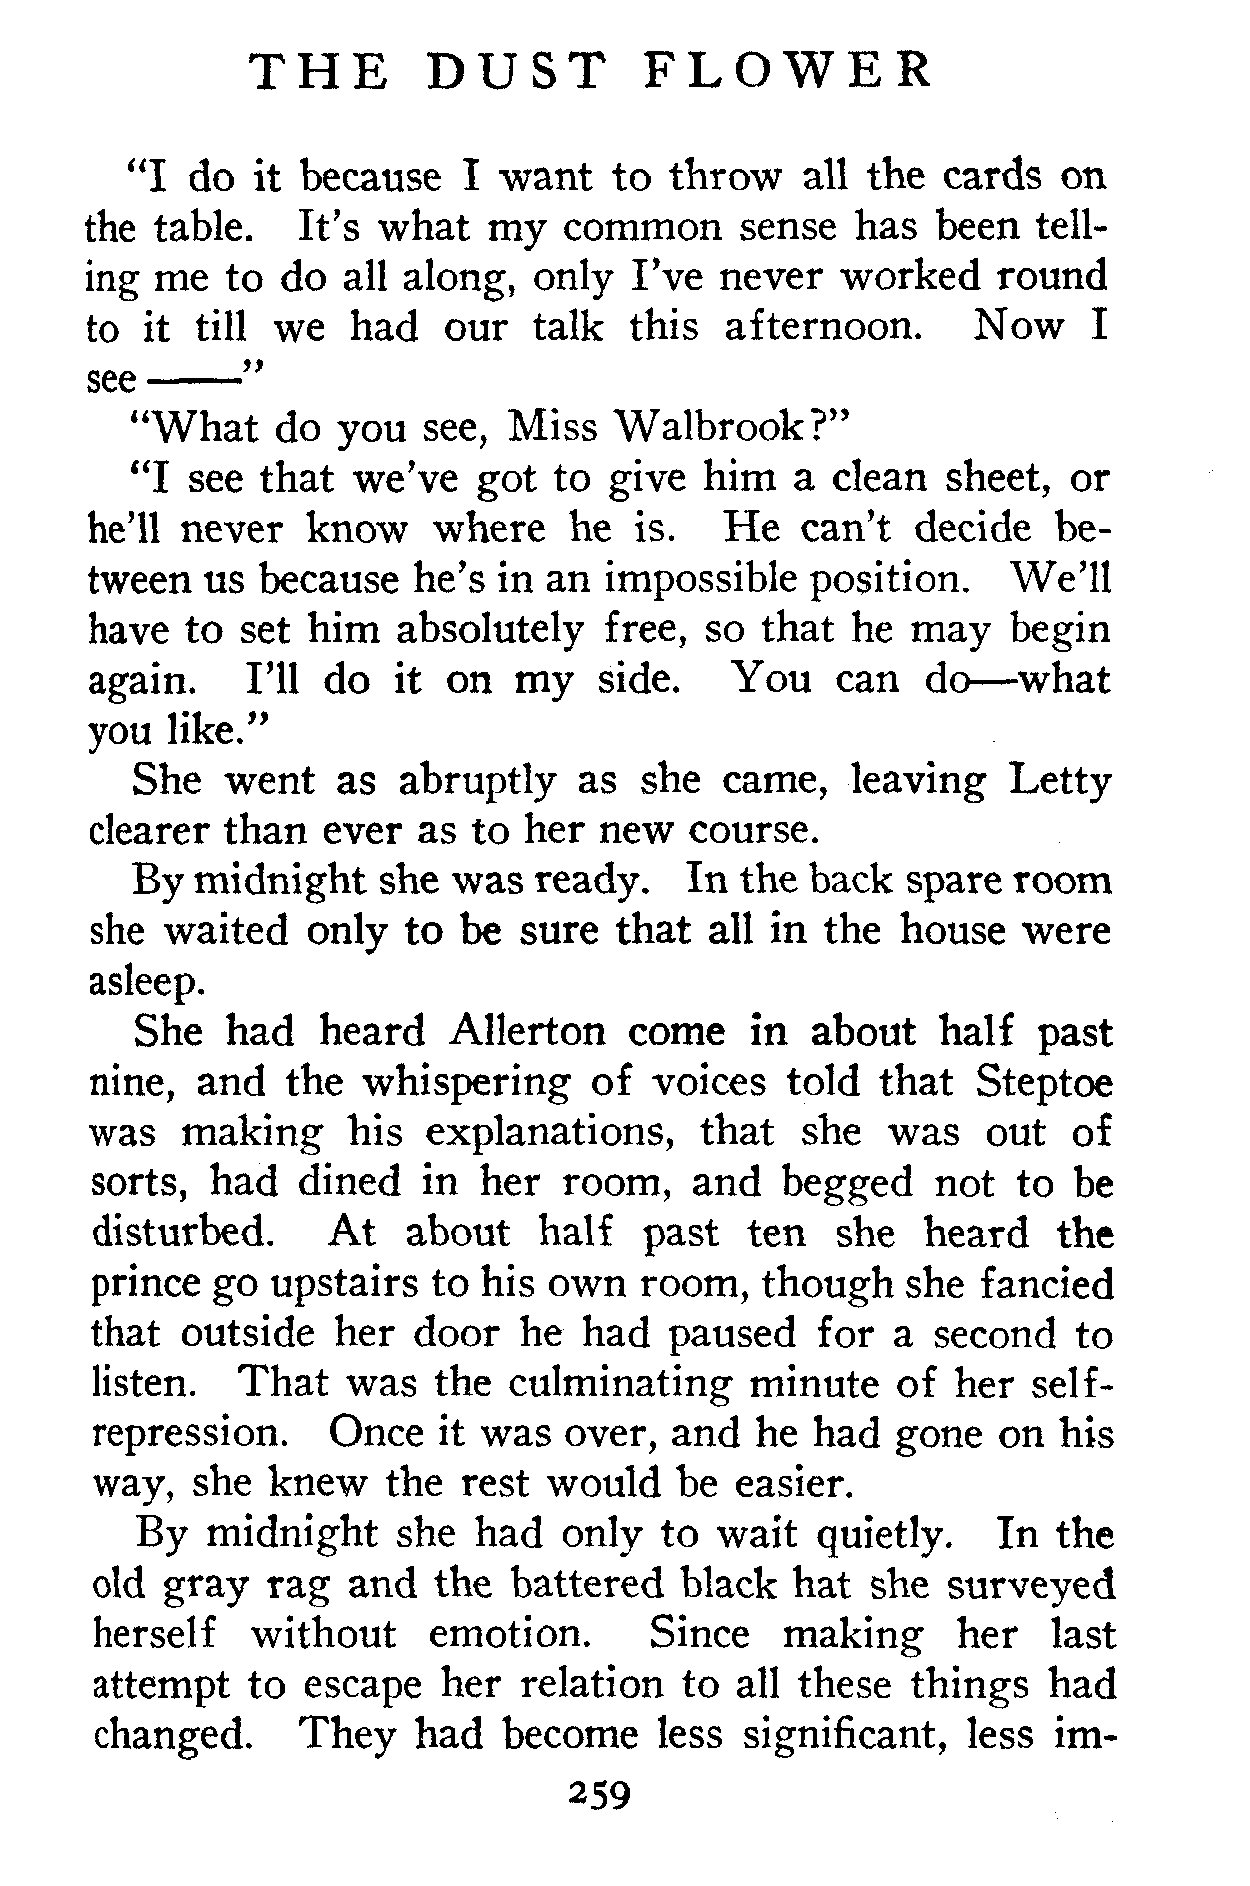 THE DUST FLOWER
"I do it because I want to throw all the cards on
the table. It's what my common sense has been tell-
ing me to do all along, only I've never worked round
to it till we had our talk this afternoon. Now I
see ——"
"What do you see, Miss Walbrook?"
"I see that we've got to give him a clean sheet, or
he'll never know where he is. He can't decide be-
tween us because he's in an impossible position. We'll
have to set him absolutely free, so that he may begin
again. I'll do it on my side. You can do—what
you like."
She went as abruptly as she came, leaving Letty
clearer than ever as to her new course.
By midnight she was ready. In the back spare room
she waited only to be sure that all in the house were
asleep.
She had heard Allerton come in about half past
nine, and the whispering of voices told that Steptoe
was making his explanations, that she was out of
sorts, had dined in her room, and begged not to be
disturbed. At about half past ten she heard the
prince go upstairs to his own room, though she fancied
that outside her door he had paused for a second to
listen. That was the culminating minute of her self-
repression. Once it was over, and he had gone on his
way, she knew the rest would be easier.
By midnight she had only to wait quietly. In the
old gray rag and the battered black hat she surveyed
herself without emotion. Since making her last
attempt to escape her relation to all these things had
changed. They had become less significant, less im-
259